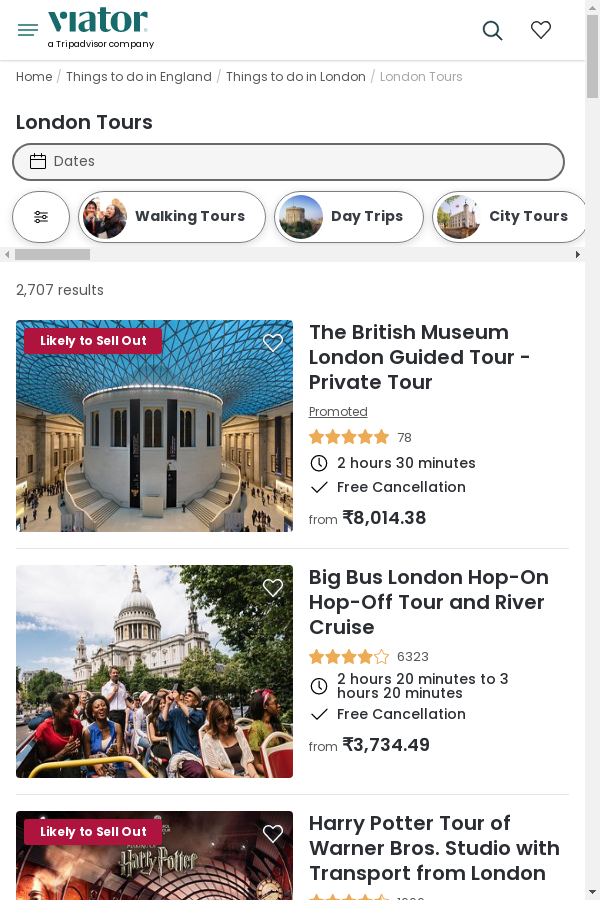 viator
a Tripadvisor company
Home / Things to do in England / Things to do in London / London Tours
London Tours
Dates
Walking Tours
Day Trips
City Tours
2,707 results
Likely to Sell Out
The British Museum
London Guided Tour -
Private Tour
Promoted
78
2 hours 30 minutes
Free Cancellation
from ₹8,014.38
Big Bus London Hop-On
Hop-Off Tour and River
Cruise
6323
2 hours 20 minutes to 3
hours 20 minutes
Free Cancellation
from ₹3,734.49
Likely to Sell Out
Harry Potter
Harry Potter Tour of
Warner Bros. Studio with
Transport from London